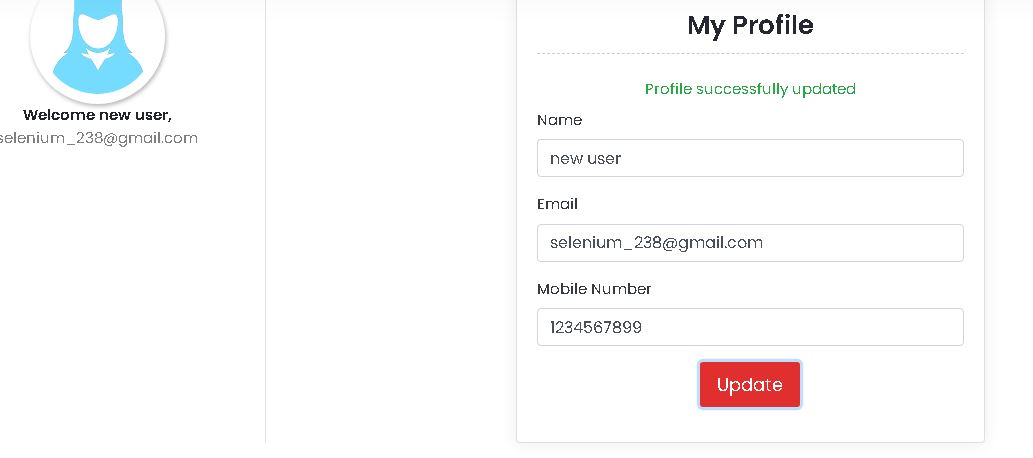 Welcome new user,
selenium_238@gmail.com
My Profile
Profile successfully updated
Name
new user
Email
selenium_238@gmail.com
Mobile Number
1234567899
Update